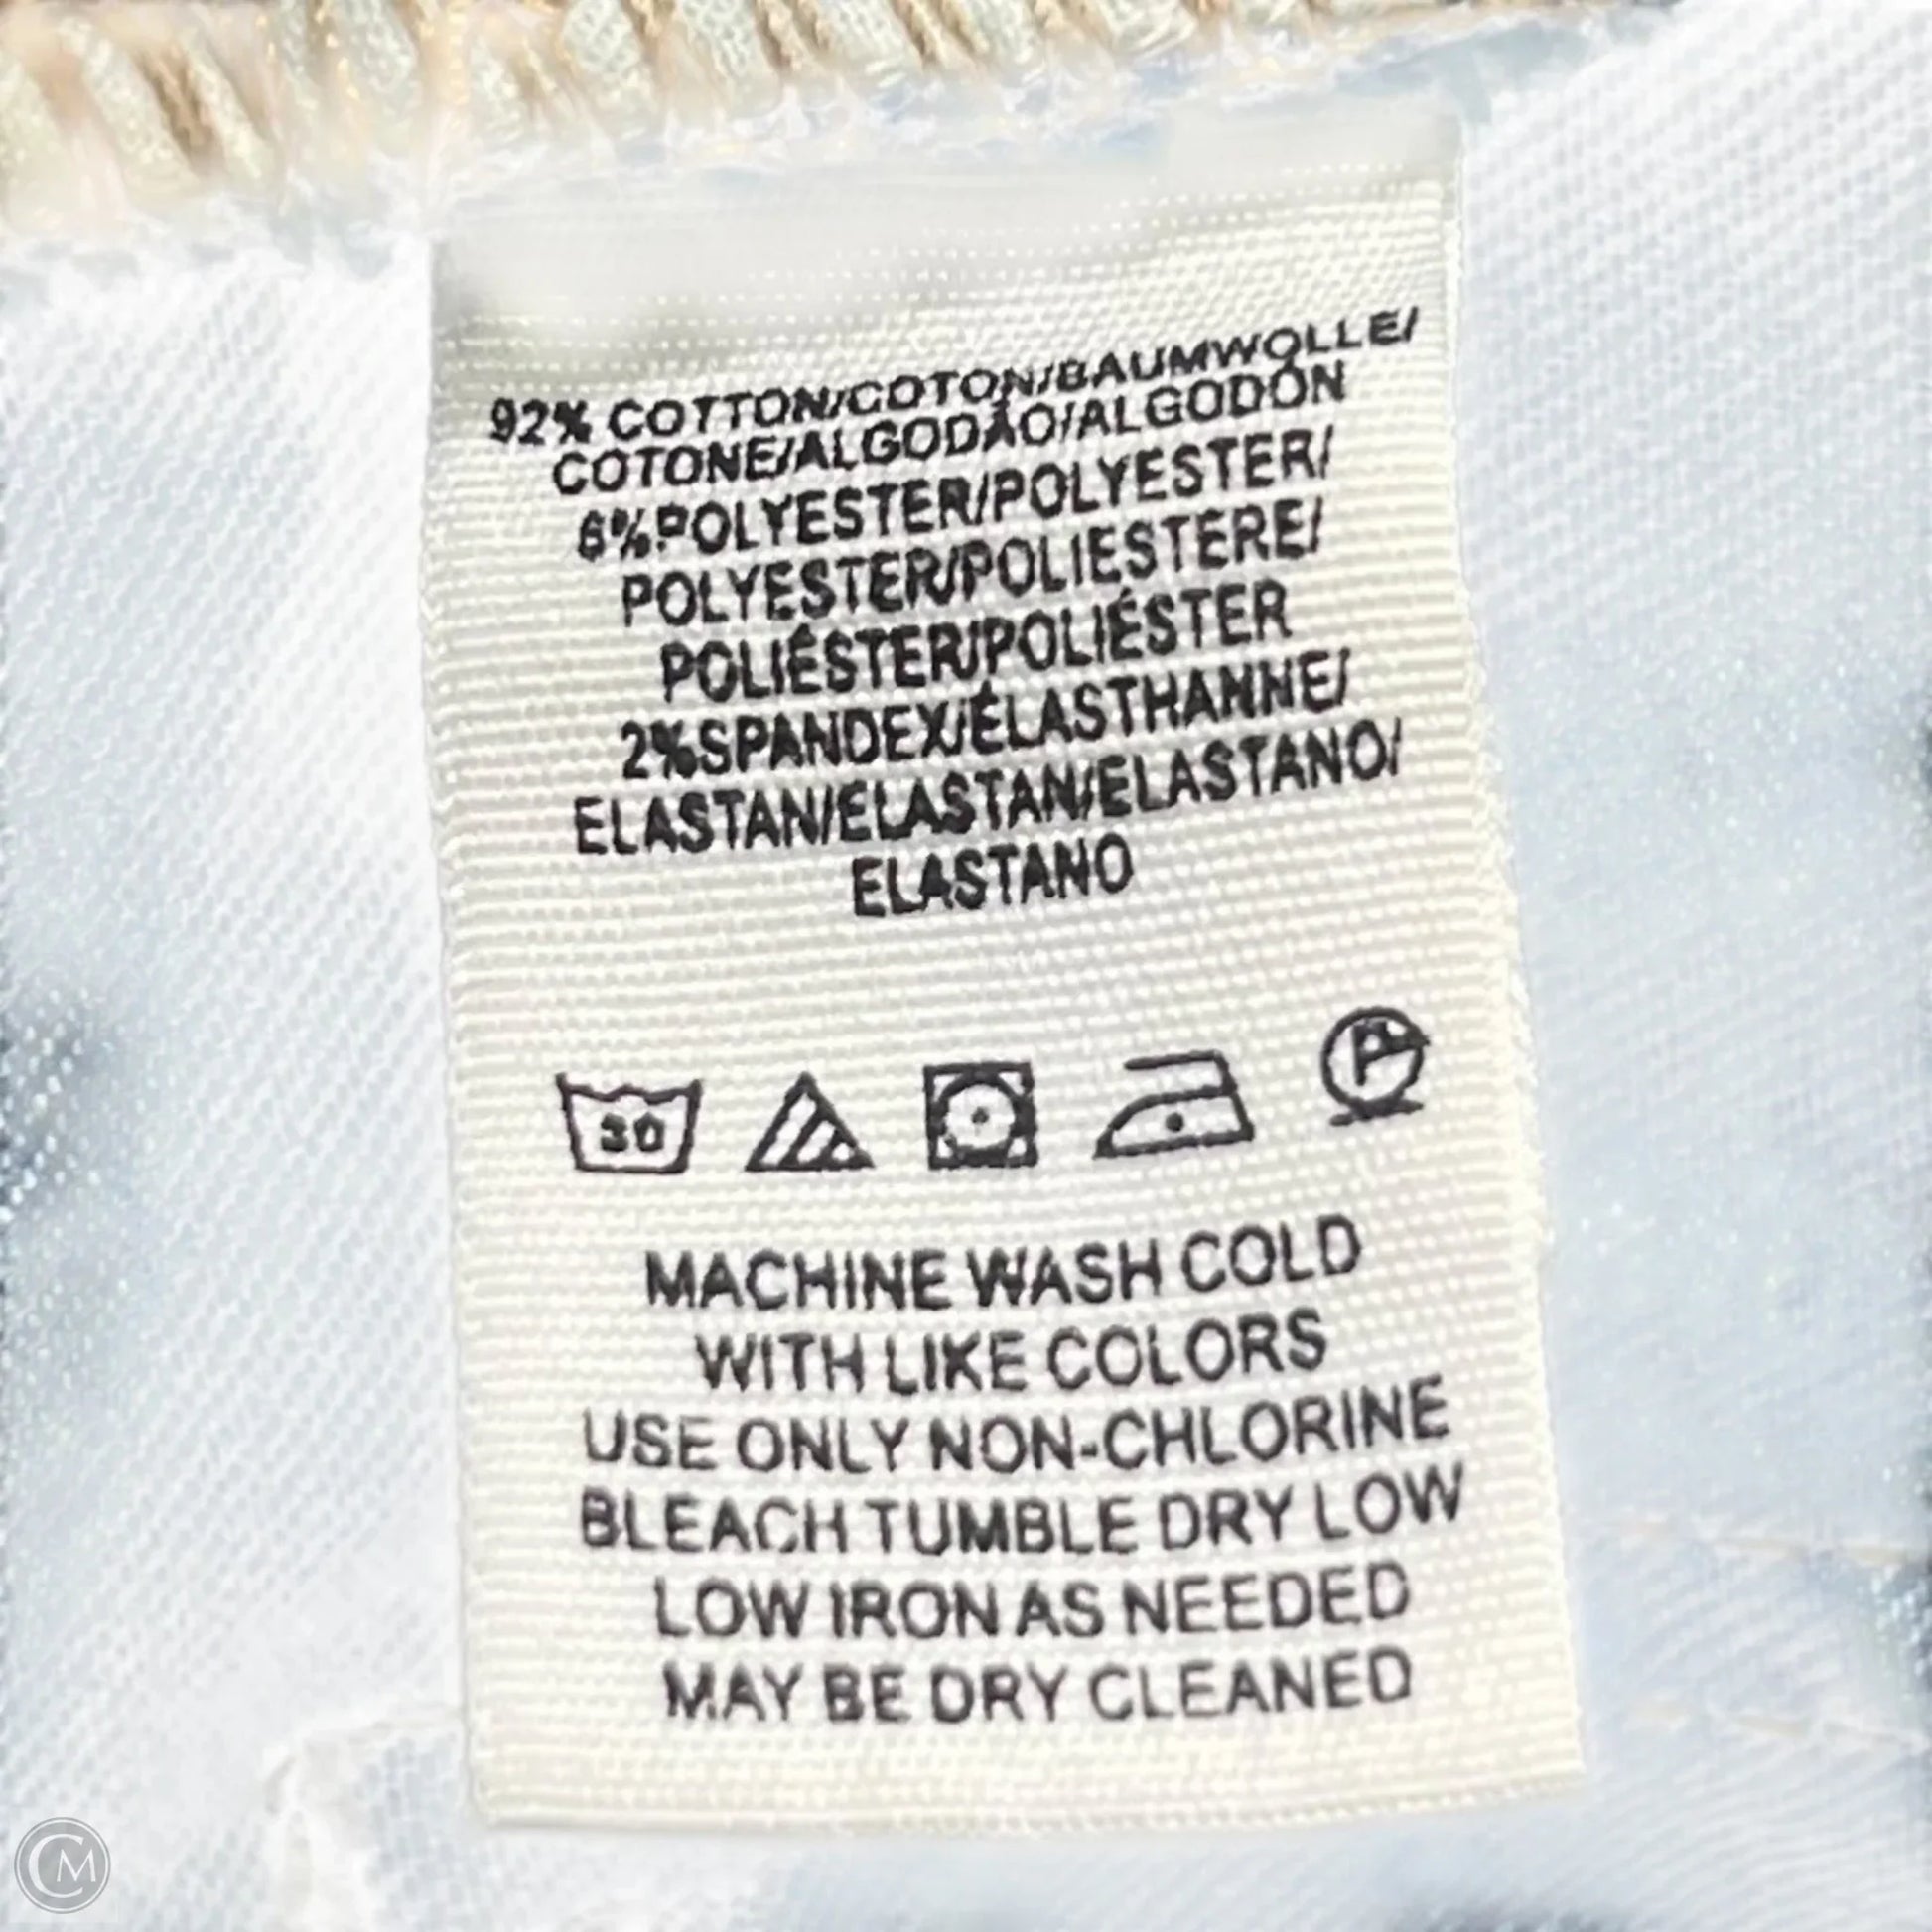 92% COTTON/COTON/BAUMWOLLE/
COTONE/ALGODÃO/ALGODÓN
6%POLYESTER/POLYESTER/
POLYESTER/POLIESTERE/
POLIÉSTER/POLIÉSTER
2%SPANDEX/ÉLASTHANNE/
ELASTAN/ELASTAN/ELASTANO/
ELASTANO
30 P
MACHINE WASH COLD
WITH LIKE COLORS
USE ONLY NON-CHLORINE
BLEACH TUMBLE DRY LOW
LOW IRON AS NEEDED
MAY BE DRY CLEANED
CM